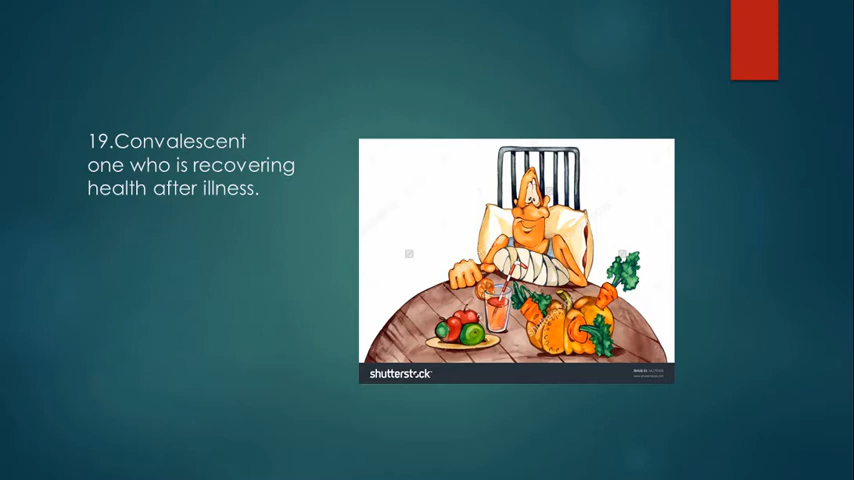 19.Convalescent
one who is recovering
health after illness.
shutterstock